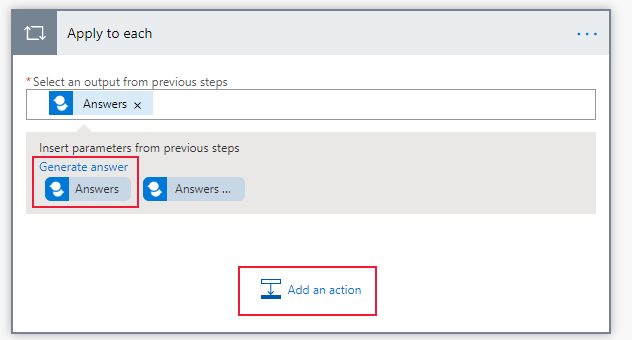 Apply to each
...
*Select an output from previous steps
Answers ×
Insert parameters from previous steps
Generate answer
Answers Answers ...
Add an action